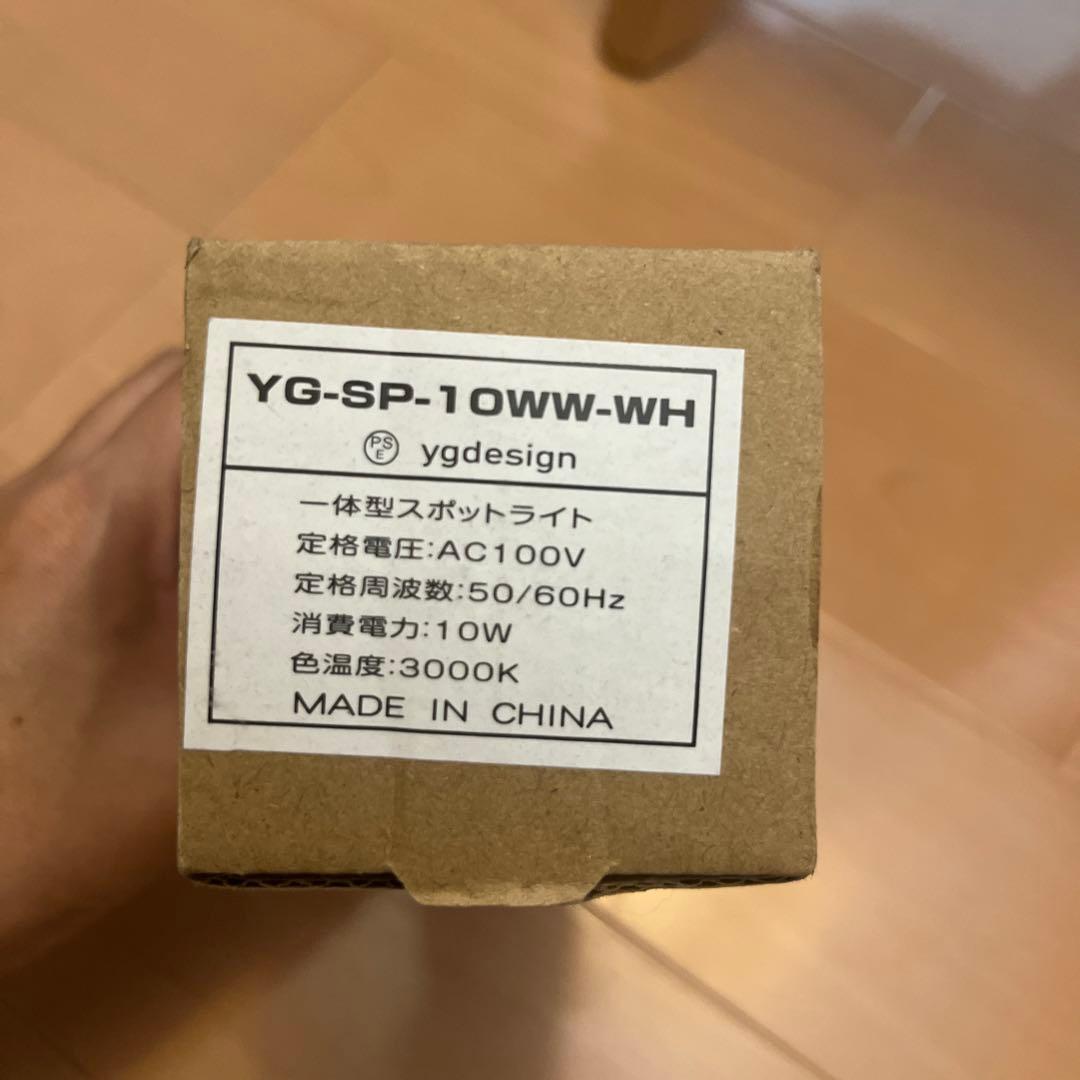 YG-SP-10WW-WH
PSE ygdesign
一体型スポットライト
定格電圧:AC100V
定格周波数:50/60Hz
消費電力:10W
色温度:3000K
MADE IN CHINA